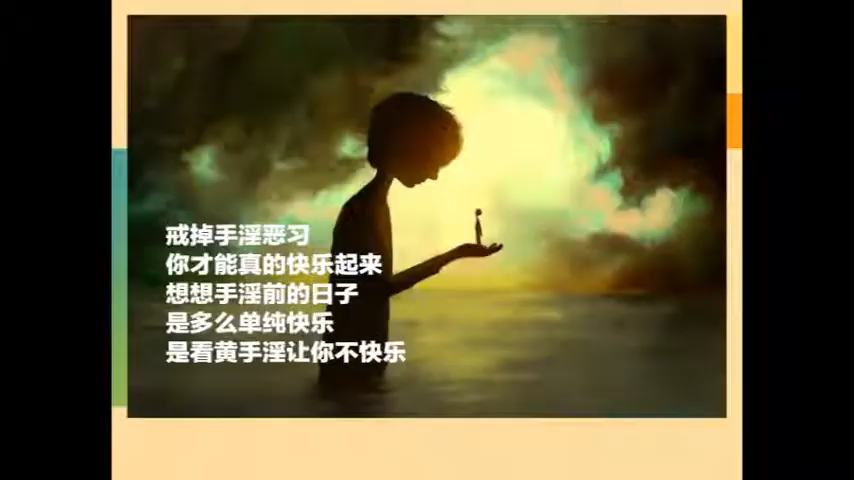 戒掉手淫恶习
你才能真的快乐起来
想想手淫前的日子
是多么单纯快乐
是看黄手淫让你不快乐